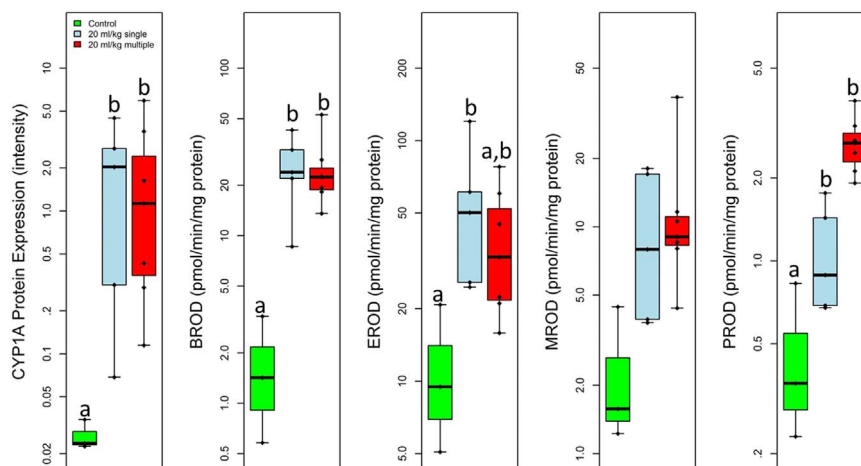 Control
20 ml/kg single
20 ml/kg multiple
CYP1A Protein Expression (intensity)
10
5.0
2.0
1.0
0.5
.2
0.1
0.05
0.02
a
b
b
BROD (pmol/min/mg protein)
100
50
20
10
5.0
2.0
1.0
0.5
a
b
b
EROD (pmol/min/mg protein)
200
100
50
20
10
5.0
a
b
a,b
MROD (pmol/min/mg protein)
50
20
10
5.0
2.0
1.0
PROD (pmol/min/mg protein)
5.0
2.0
1.0
0.5
.2
a
b
b